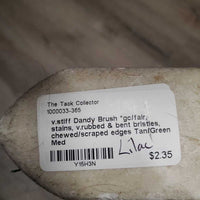 The Tack Collector
1000033-365
v.stiff Dandy Brush *gc/fair,
stains, v.rubbed & bent bristles,
chewed/scraped edges Tan/Green
Med
Lilac
Y15H3N
$2.35